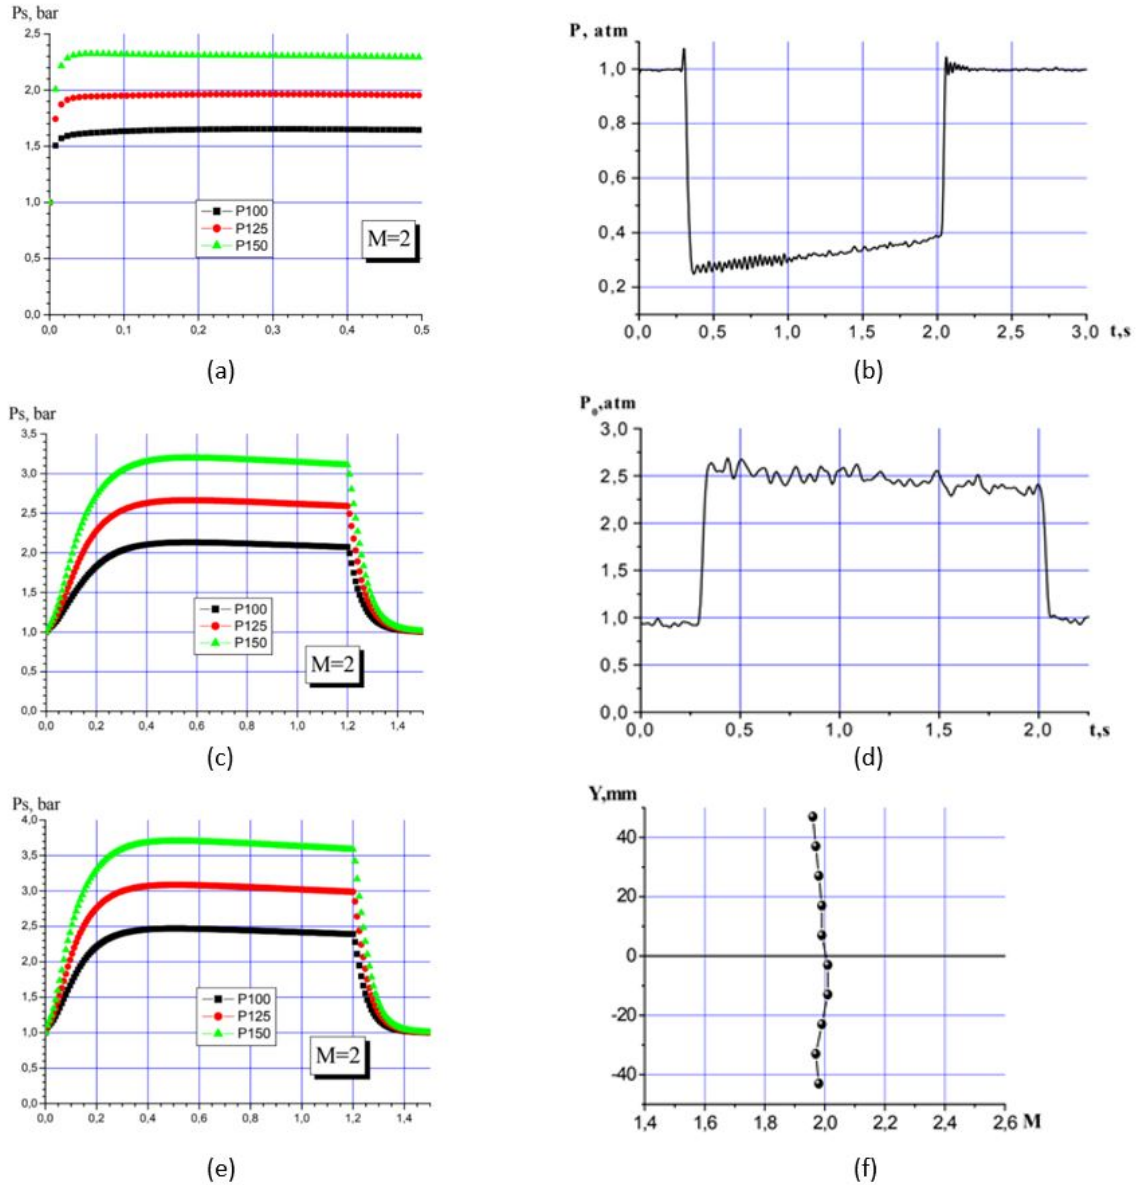 Ps, bar
2,5
2,0
1,5
1,0
0,5
0,0
P100
P125
P150
M=2
0,0 0,1 0,2 0,3 0,4 0,5
(a)
P, atm
1,0
0,8
0,6
0,4
0,2
0,0 0,5 1,0 1,5 2,0 2,5 3,0 t,s
(b)
Ps, bar
3,5
3,0
2,5
2,0
1,5
1,0
0,5
0,0
P100
P125
P150
M=2
0,0 0,2 0,4 0,6 0,8 1,0 1,2 1,4
(c)
P₀,atm
3,0
2,5
2,0
1,5
1,0
0,5
0,0
0,0 0,5 1,0 1,5 2,0 t,s
(d)
Ps, bar
4,0
3,5
3,0
2,5
2,0
1,5
1,0
0,5
0,0
P100
P125
P150
M=2
0,0 0,2 0,4 0,6 0,8 1,0 1,2 1,4
(e)
Y,mm
40
20
0
-20
-40
1,4 1,6 1,8 2,0 2,2 2,4 2,6 M
(f)